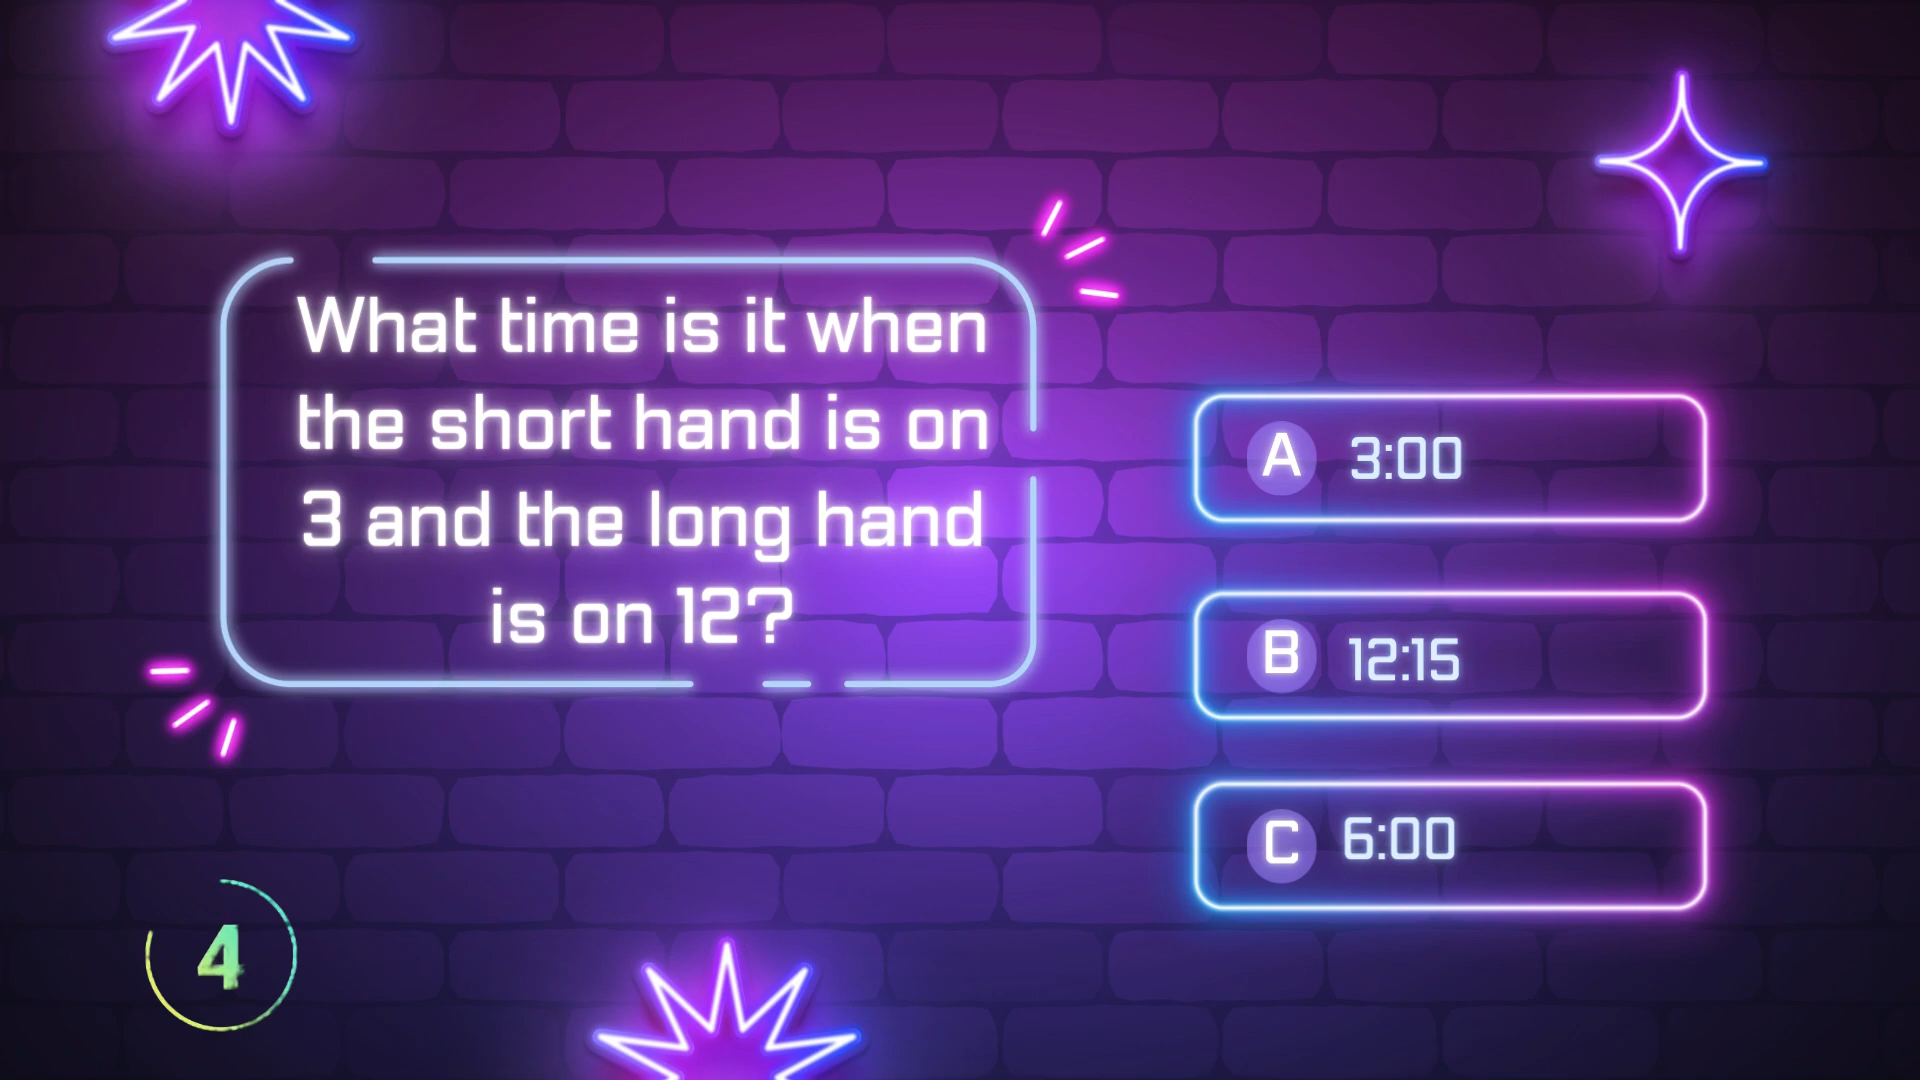 What time is it when
the short hand is on
3 and the long hand
is on 12?
A 3:00
B 12:15
C 6:00
4